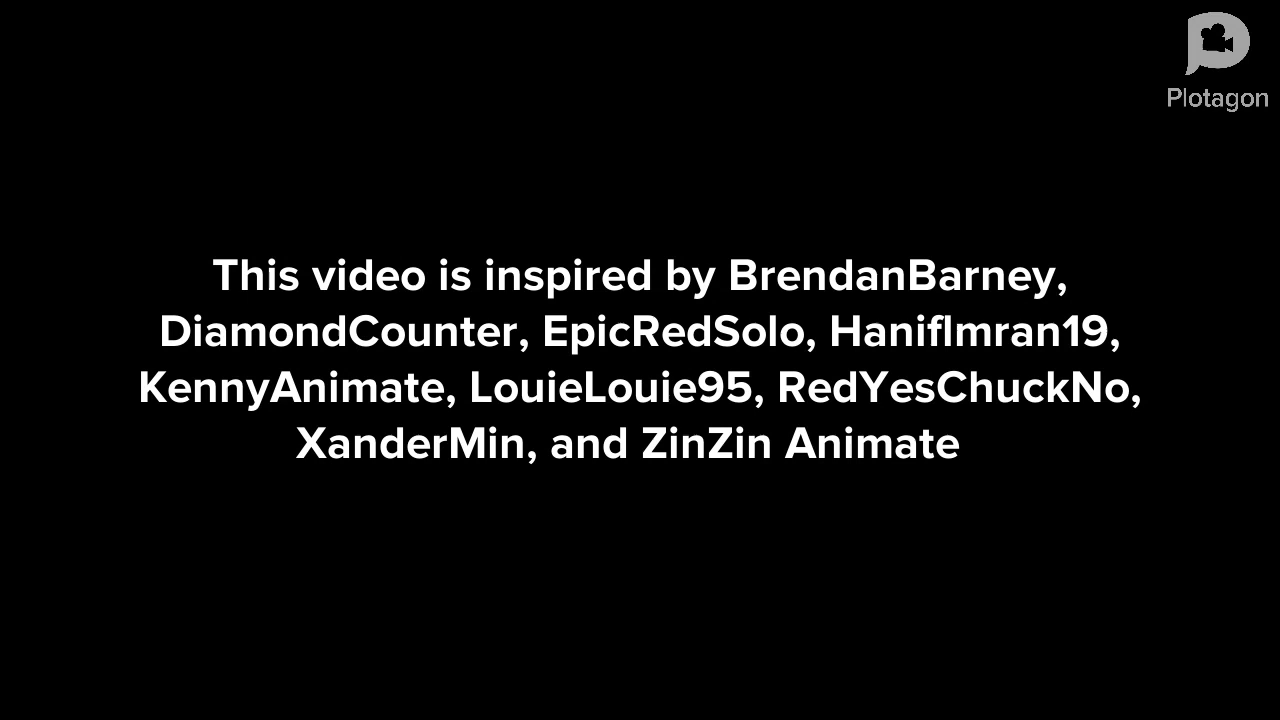 Plotagon
This video is inspired by BrendanBarney,
DiamondCounter, EpicRedSolo, HanifImran19,
KennyAnimate, LouieLouie95, RedYesChuckNo,
XanderMin, and ZinZin Animate